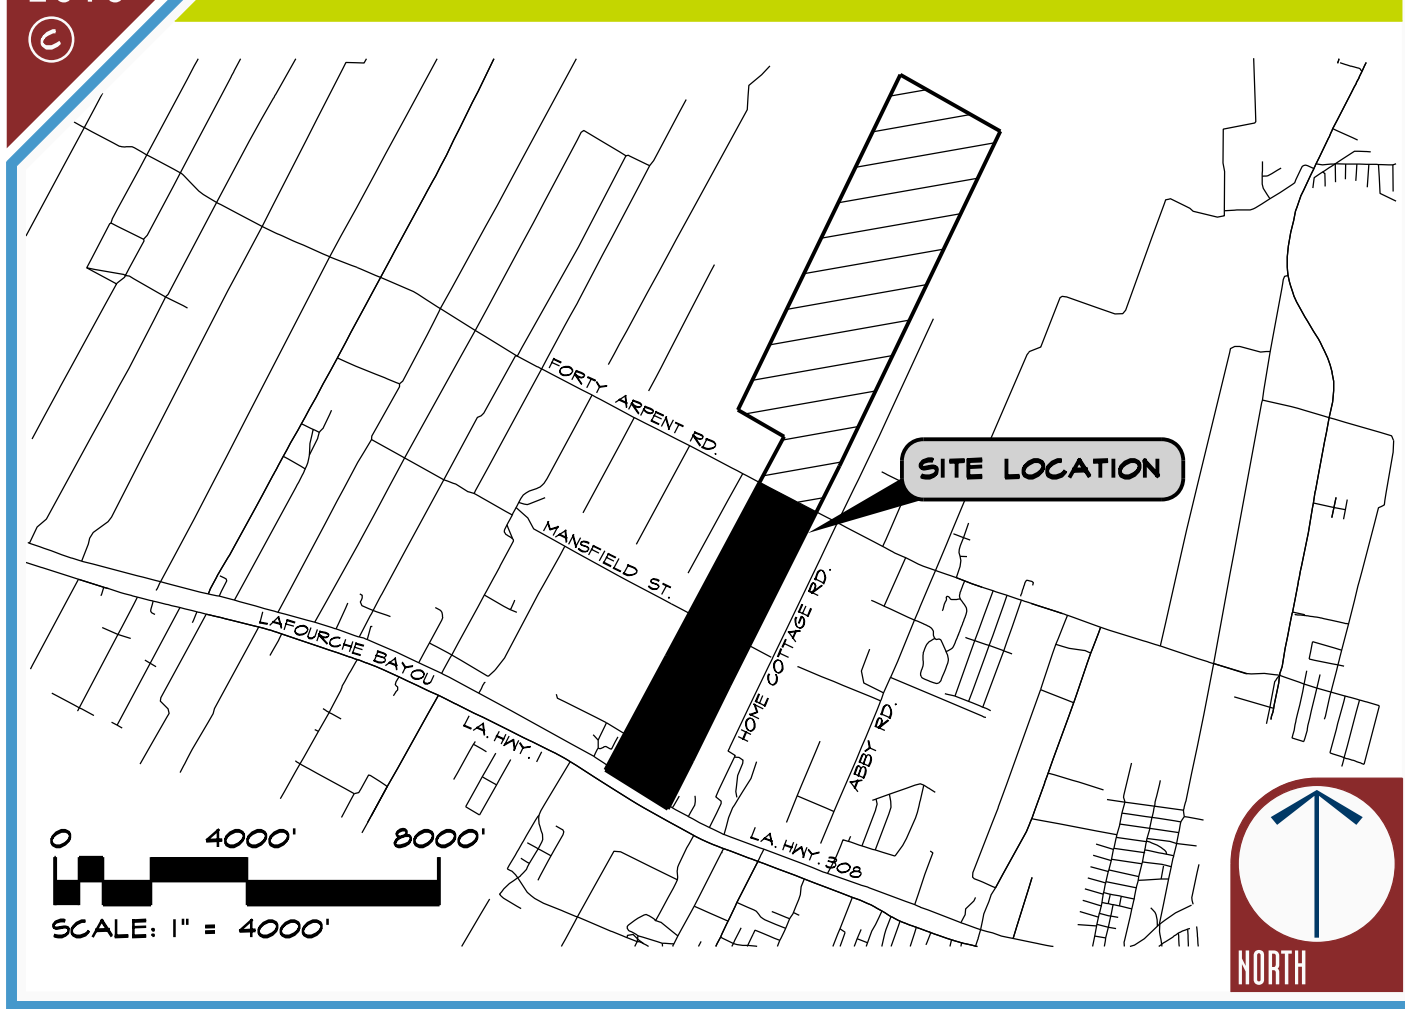 ©
FORTY ARPENT RD.
SITE LOCATION
MANSFIELD ST.
HOME COTTAGE RD.
LAFOURCHE BAYOU
LA. HWY. 1
ABBY RD.
LA. HWY. 308
0 4000' 8000'
SCALE: 1" = 4000'
NORTH